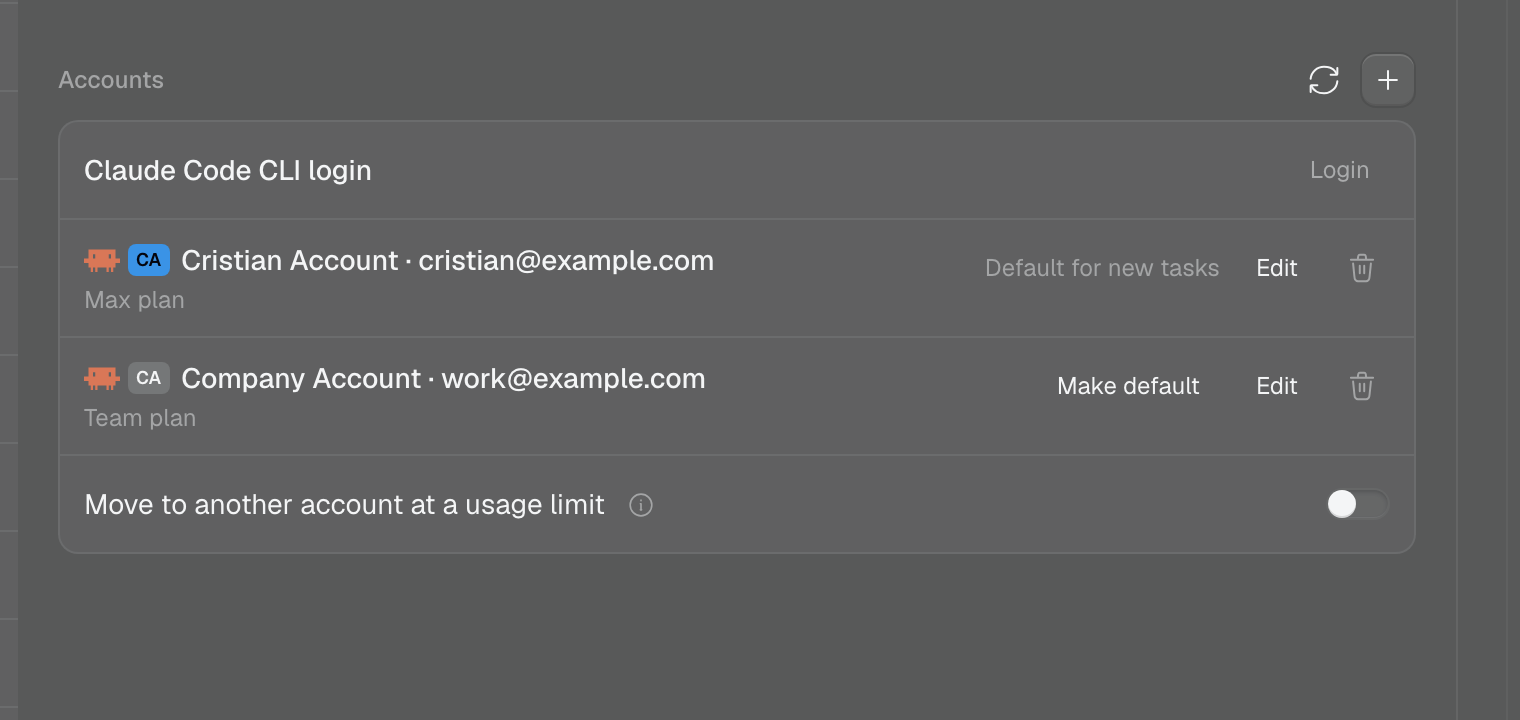 Accounts
Claude Code CLI login
Login
CA Cristian Account · cristian@example.com
Max plan
Default for new tasks
Edit
CA Company Account · work@example.com
Team plan
Make default
Edit
Move to another account at a usage limit